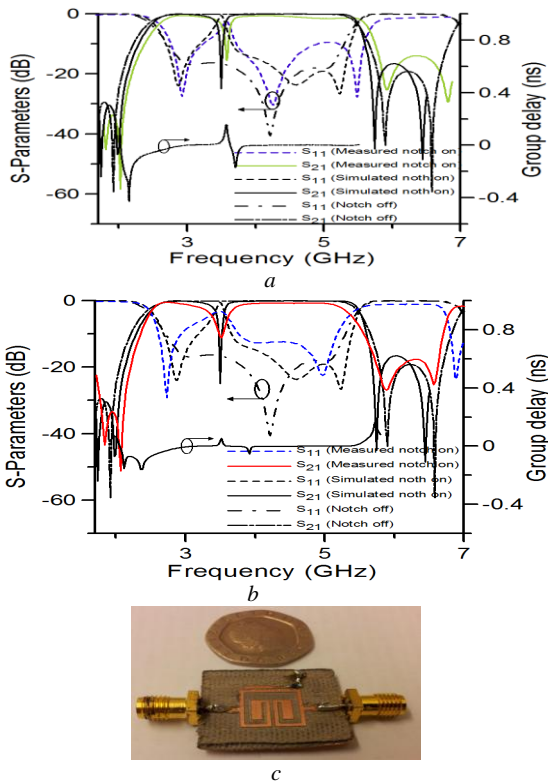 a
S-Parameters (dB)
0
-20
-40
-60
0.8
0.4
0
-0.4
Group delay (ns)
S11 (Measured notch on)
S21 (Measured notch on)
S11 (Simulated noth on)
S21 (Simulated noth on)
S11 (Notch off)
S21 (Notch off)
3
5
7
Frequency (GHz)
a
b
S-Parameters (dB)
0
-20
-40
-60
0.8
0.4
0
-0.4
Group delay (ns)
S11 (Measured notch on)
S21 (Measured notch on)
S11 (Simulated noth on)
S21 (Simulated noth on)
S11 (Notch off)
S21 (Notch off)
3
5
7
Frequency (GHz)
b
c